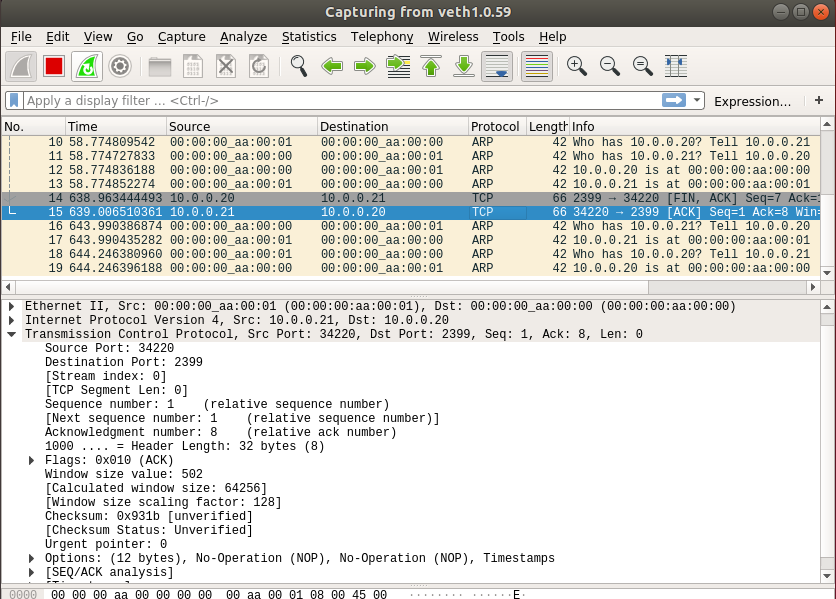 Capturing from veth1.0.59
File Edit View Go Capture Analyze Statistics Telephony Wireless Tools Help
Apply a display filter ... <Ctrl-/> Expression... +
No. Time Source Destination Protocol Length Info
10 58.774809542 00:00:00_aa:00:01 00:00:00_aa:00:00 ARP 42 Who has 10.0.0.20? Tell 10.0.0.21
11 58.774727833 00:00:00_aa:00:00 00:00:00_aa:00:01 ARP 42 Who has 10.0.0.21? Tell 10.0.0.20
12 58.774836188 00:00:00_aa:00:00 00:00:00_aa:00:01 ARP 42 10.0.0.20 is at 00:00:00:aa:00:00
13 58.774852274 00:00:00_aa:00:01 00:00:00_aa:00:00 ARP 42 10.0.0.21 is at 00:00:00:aa:00:01
14 638.963444493 10.0.0.20 10.0.0.21 TCP 66 2399 → 34220 [FIN, ACK] Seq=7 Ack=1
15 639.006510361 10.0.0.21 10.0.0.20 TCP 66 34220 → 2399 [ACK] Seq=1 Ack=8 Win=
16 643.990386874 00:00:00_aa:00:00 00:00:00_aa:00:01 ARP 42 Who has 10.0.0.21? Tell 10.0.0.20
17 643.990435282 00:00:00_aa:00:01 00:00:00_aa:00:00 ARP 42 10.0.0.21 is at 00:00:00:aa:00:01
18 644.246380960 00:00:00_aa:00:01 00:00:00_aa:00:00 ARP 42 Who has 10.0.0.20? Tell 10.0.0.21
19 644.246396188 00:00:00_aa:00:00 00:00:00_aa:00:01 ARP 42 10.0.0.20 is at 00:00:00:aa:00:00
Ethernet II, Src: 00:00:00_aa:00:01 (00:00:00:aa:00:01), Dst: 00:00:00_aa:00:00 (00:00:00:aa:00:00)
Internet Protocol Version 4, Src: 10.0.0.21, Dst: 10.0.0.20
Transmission Control Protocol, Src Port: 34220, Dst Port: 2399, Seq: 1, Ack: 8, Len: 0
Source Port: 34220
Destination Port: 2399
[Stream index: 0]
[TCP Segment Len: 0]
Sequence number: 1 (relative sequence number)
[Next sequence number: 1 (relative sequence number)]
Acknowledgment number: 8 (relative ack number)
1000 .... = Header Length: 32 bytes (8)
Flags: 0x010 (ACK)
Window size value: 502
[Calculated window size: 64256]
[Window size scaling factor: 128]
Checksum: 0x931b [unverified]
[Checksum Status: Unverified]
Urgent pointer: 0
Options: (12 bytes), No-Operation (NOP), No-Operation (NOP), Timestamps
[SEQ/ACK analysis]
0000 00 00 00 aa 00 00 00 00 00 aa 00 01 08 00 45 00 ········ ······E·